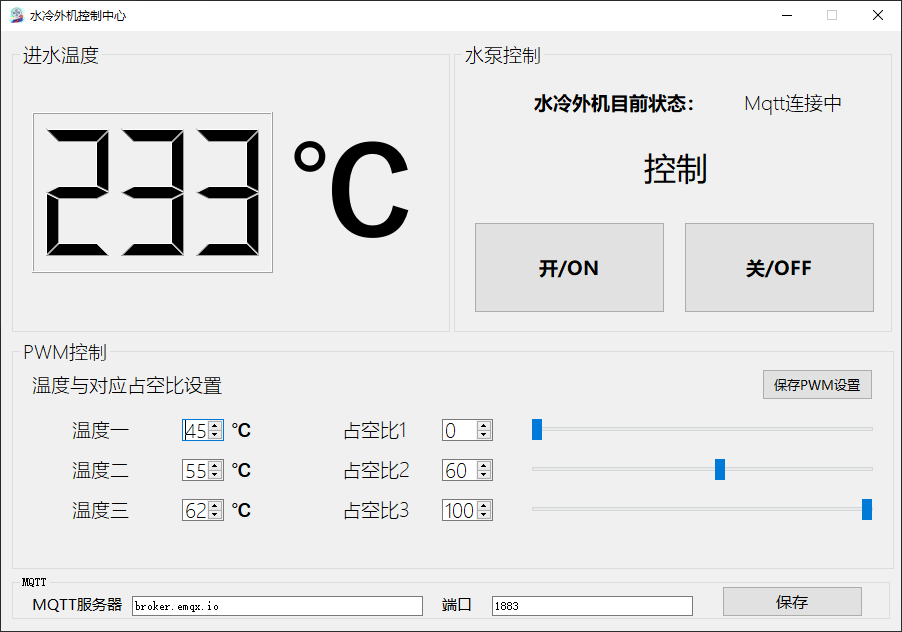 水冷外机控制中心
进水温度
233 °C
水泵控制
水冷外机目前状态： Mqtt连接中
控制
开/ON 关/OFF
PWM控制
温度与对应占空比设置 保存PWM设置
温度一 45 °C 占空比1 0
温度二 55 °C 占空比2 60
温度三 62 °C 占空比3 100
MQTT
MQTT服务器 broker.emqx.io 端口 1883 保存